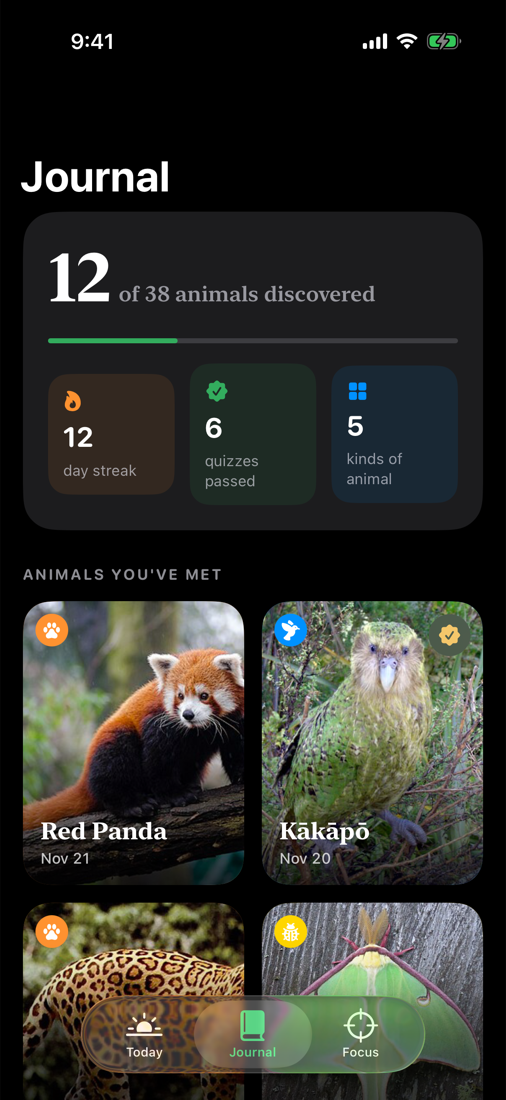 9:41
Journal
12 of 38 animals discovered
12
day streak
6
quizzes
passed
5
kinds of
animal
ANIMALS YOU'VE MET
Red Panda
Nov 21
Kākāpō
Nov 20
Today
Journal
Focus